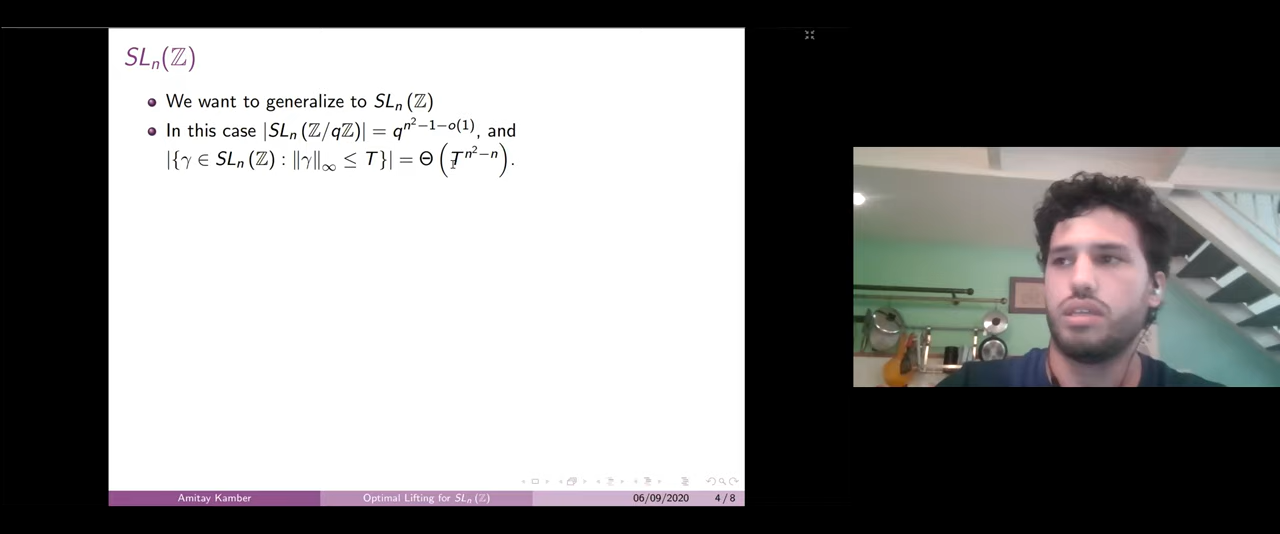 SLₙ(ℤ)
We want to generalize to SLₙ (ℤ)
In this case |SLₙ (ℤ/qℤ)| = q^{n²−1−o(1)}, and
|{γ ∈ SLₙ (ℤ) : ‖γ‖_∞ ≤ T}| = Θ (T^{n²−n}).
Amitay Kamber Optimal Lifting for SLₙ (ℤ) 06/09/2020 4 / 8